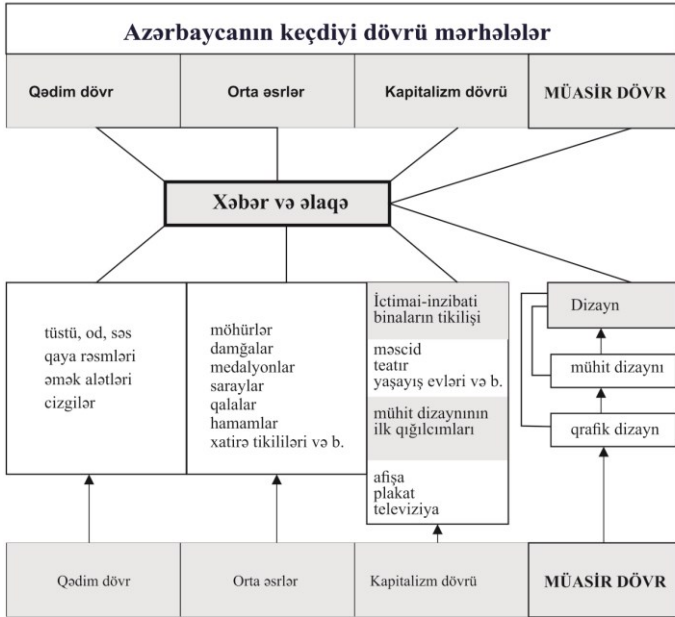 Azərbaycanın keçdiyi dövrü mərhələlər
Qədim dövr
Orta əsrlər
Kapitalizm dövrü
MÜASİR DÖVR
Xəbər və əlaqə
tüstü, od, səs
qaya rəsmləri
əmək alətləri
cizgilər
möhürlər
damğalar
medalyonlar
saraylar
qalalar
hamamlar
xatirə tikililəri və b.
İctimai-inzibati
binaların tikilişi
məscid
teatır
yaşayış evləri və b.
mühit dizaynının
ilk qığılcımları
afişa
plakat
televiziya
Dizayn
mühit dizaynı
qrafik dizayn
Qədim dövr
Orta əsrlər
Kapitalizm dövrü
MÜASİR DÖVR